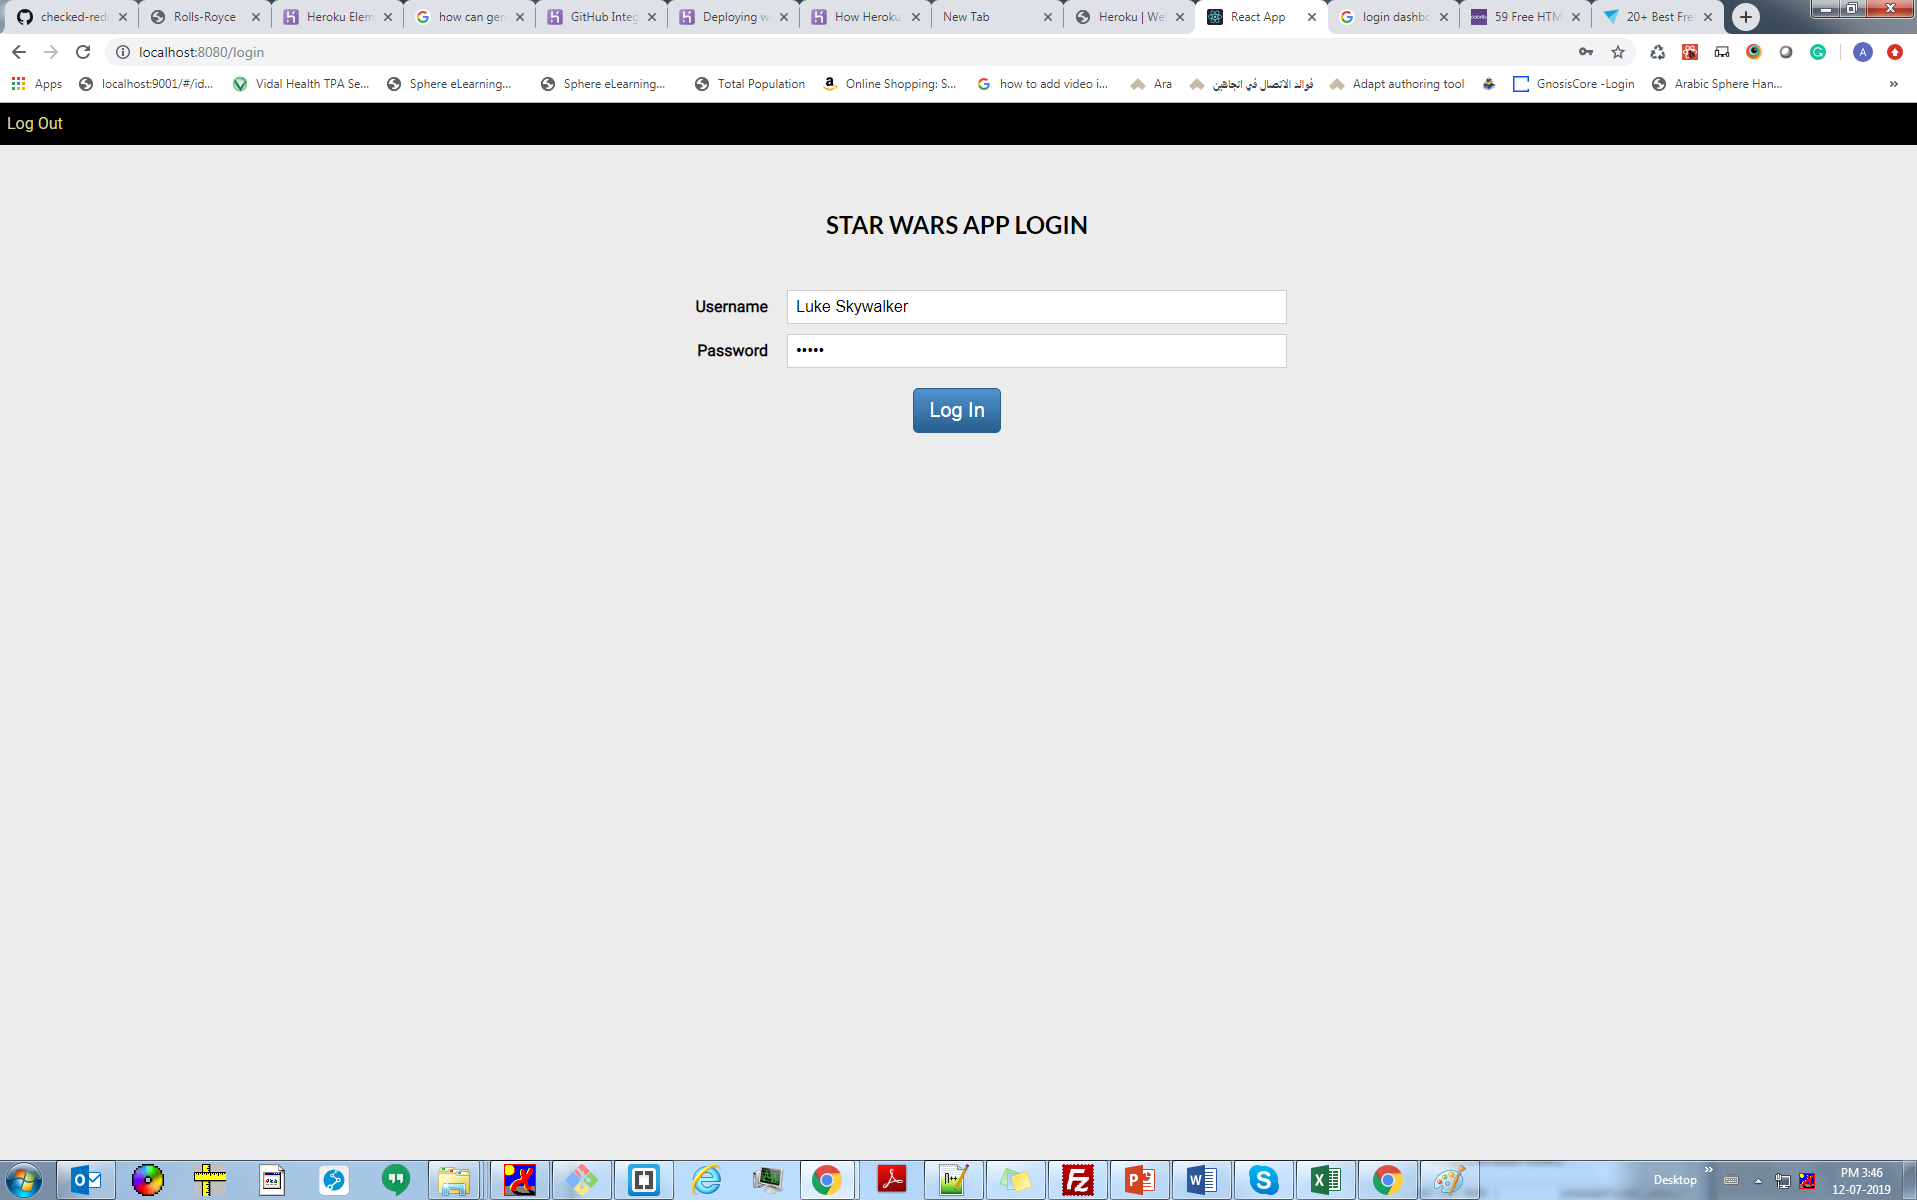 checked-red
Rolls-Royce
Heroku Elem
how can ger
GitHub Integ
Deploying w
How Heroku
New Tab
Heroku | Wel
React App
login dashbo
59 Free HTM
20+ Best Fre
localhost:8080/login
A
Apps
localhost:9001/#/id...
Vidal Health TPA Se...
Sphere eLearning...
Sphere eLearning...
Total Population
Online Shopping: S...
how to add video i...
Ara
فوائد الاتصال في اتجاهين
Adapt authoring tool
GnosisCore -Login
Arabic Sphere Han...
»
Log Out
STAR WARS APP LOGIN
Username
Luke Skywalker
Password
•••••
Log In
Desktop
»
PM 3:46
12-07-2019